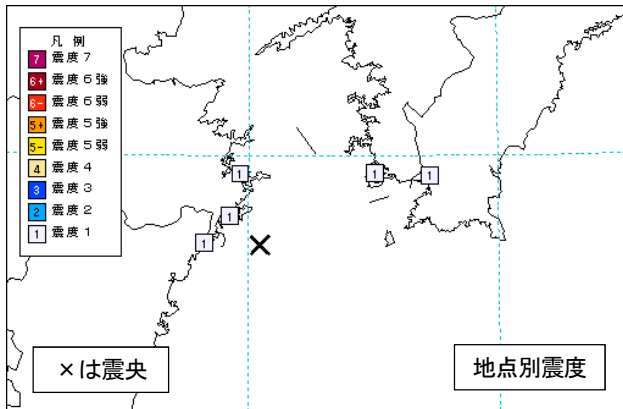 凡 例
7 震度7
6+ 震度6強
6- 震度6弱
5+ 震度5強
5- 震度5弱
4 震度4
3 震度3
2 震度2
1 震度1
1
1
1
1
1
×は震央
地点別震度